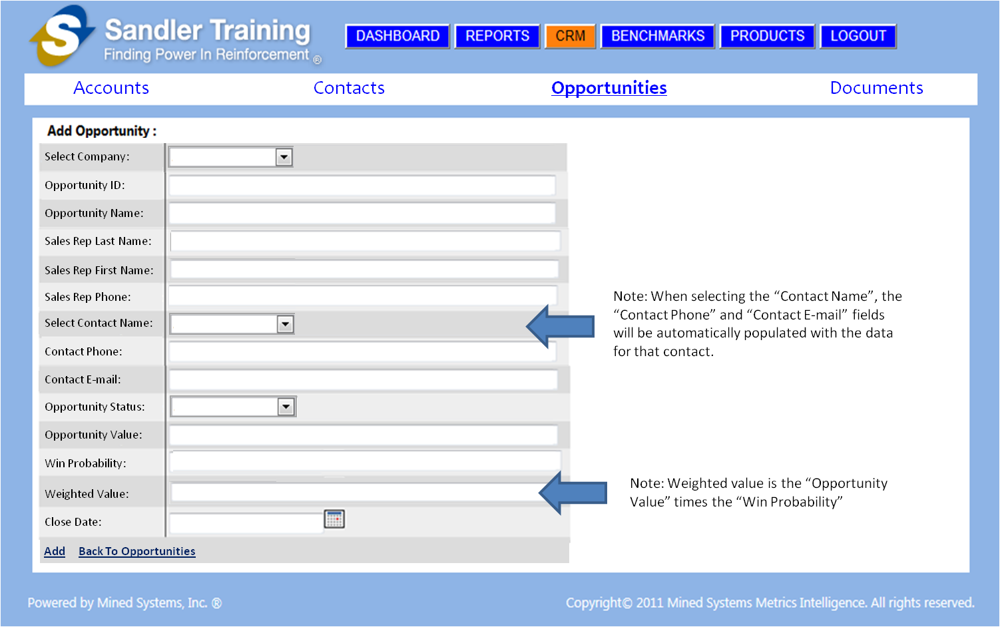 Sandler Training
Finding Power In Reinforcement ®
DASHBOARD REPORTS CRM BENCHMARKS PRODUCTS LOGOUT
Accounts Contacts Opportunities Documents
Add Opportunity :
Select Company:
Opportunity ID:
Opportunity Name:
Sales Rep Last Name:
Sales Rep First Name:
Sales Rep Phone:
Select Contact Name:
Contact Phone:
Contact E-mail:
Opportunity Status:
Opportunity Value:
Win Probability:
Weighted Value:
Close Date:
Add Back To Opportunities
Note: When selecting the “Contact Name”, the
“Contact Phone” and “Contact E-mail” fields
will be automatically populated with the data
for that contact.
Note: Weighted value is the “Opportunity
Value” times the “Win Probability”
Powered by Mined Systems, Inc. ®
Copyright© 2011 Mined Systems Metrics Intelligence. All rights reserved.